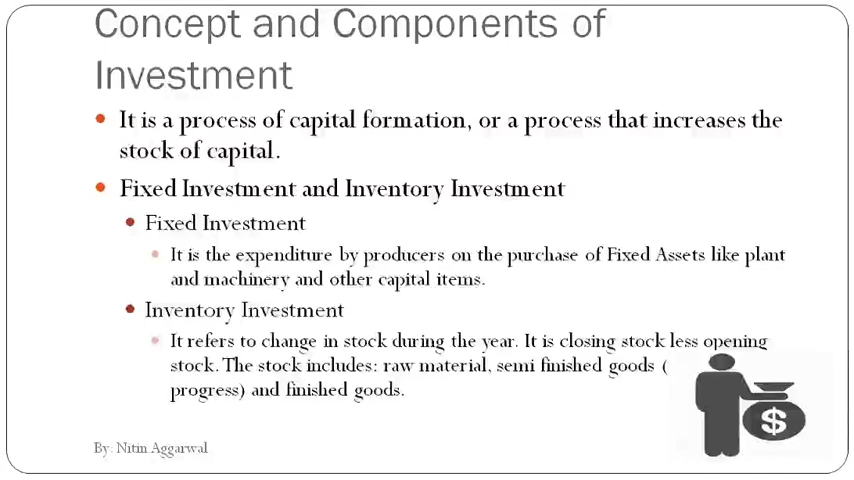 Concept and Components of
Investment
It is a process of capital formation, or a process that increases the
stock of capital.
Fixed Investment and Inventory Investment
Fixed Investment
It is the expenditure by producers on the purchase of Fixed Assets like plant
and machinery and other capital items.
Inventory Investment
It refers to change in stock during the year. It is closing stock less opening
stock. The stock includes: raw material, semi finished goods (
progress) and finished goods.
$
By: Nitin Aggarwal